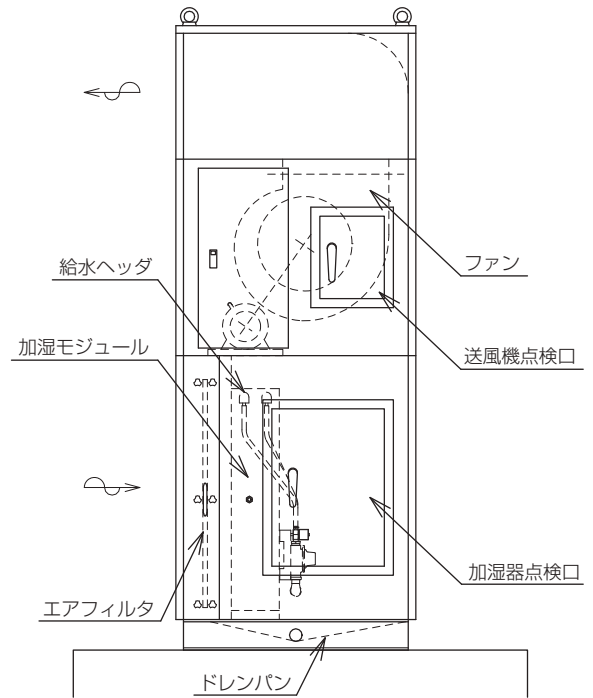 ファン
給水ヘッダ
加湿モジュール
送風機点検口
加湿器点検口
エアフィルタ
ドレンパン